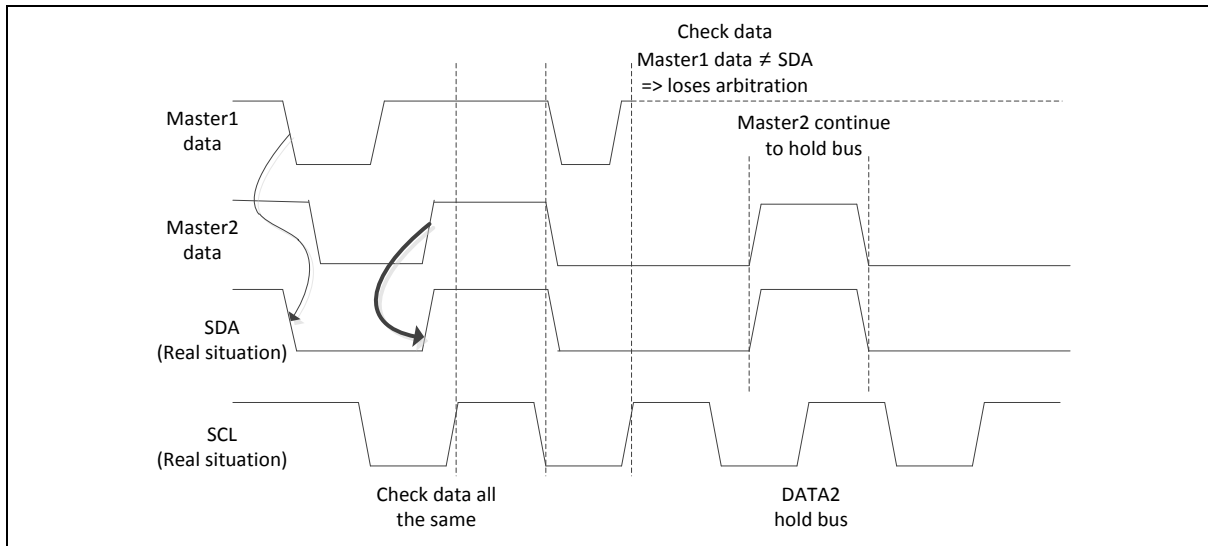 Check data
Master1 data ≠ SDA
=> loses arbitration
Master1
data
Master2 continue
to hold bus
Master2
data
SDA
(Real situation)
SCL
(Real situation)
Check data all
the same
DATA2
hold bus